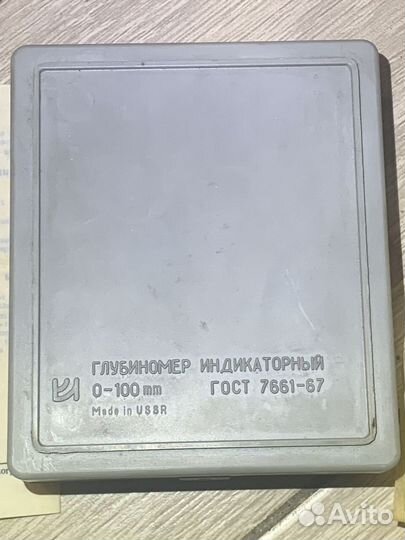 ГЛУБИНОМЕР ИНДИКАТОРНЫЙ
0-100 mm ГОСТ 7661-67
Made in USSR
Avito